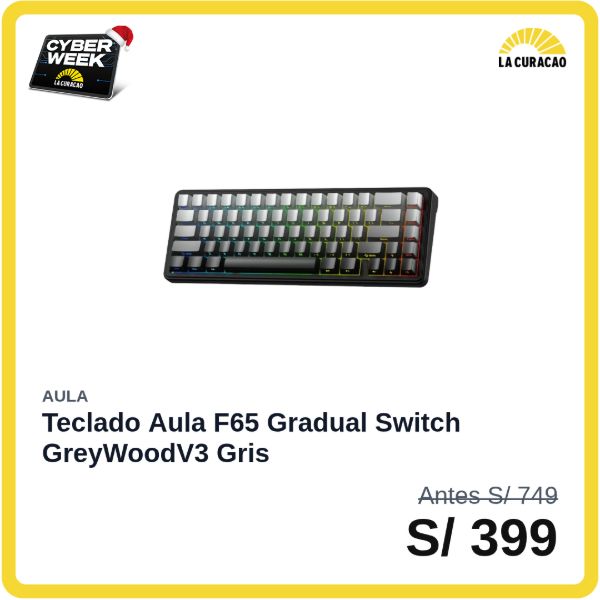 CYBER
WEEK
LA CURACAO
LA CURACAO
AULA
Teclado Aula F65 Gradual Switch
GreyWoodV3 Gris
Antes S/ 749
S/ 399